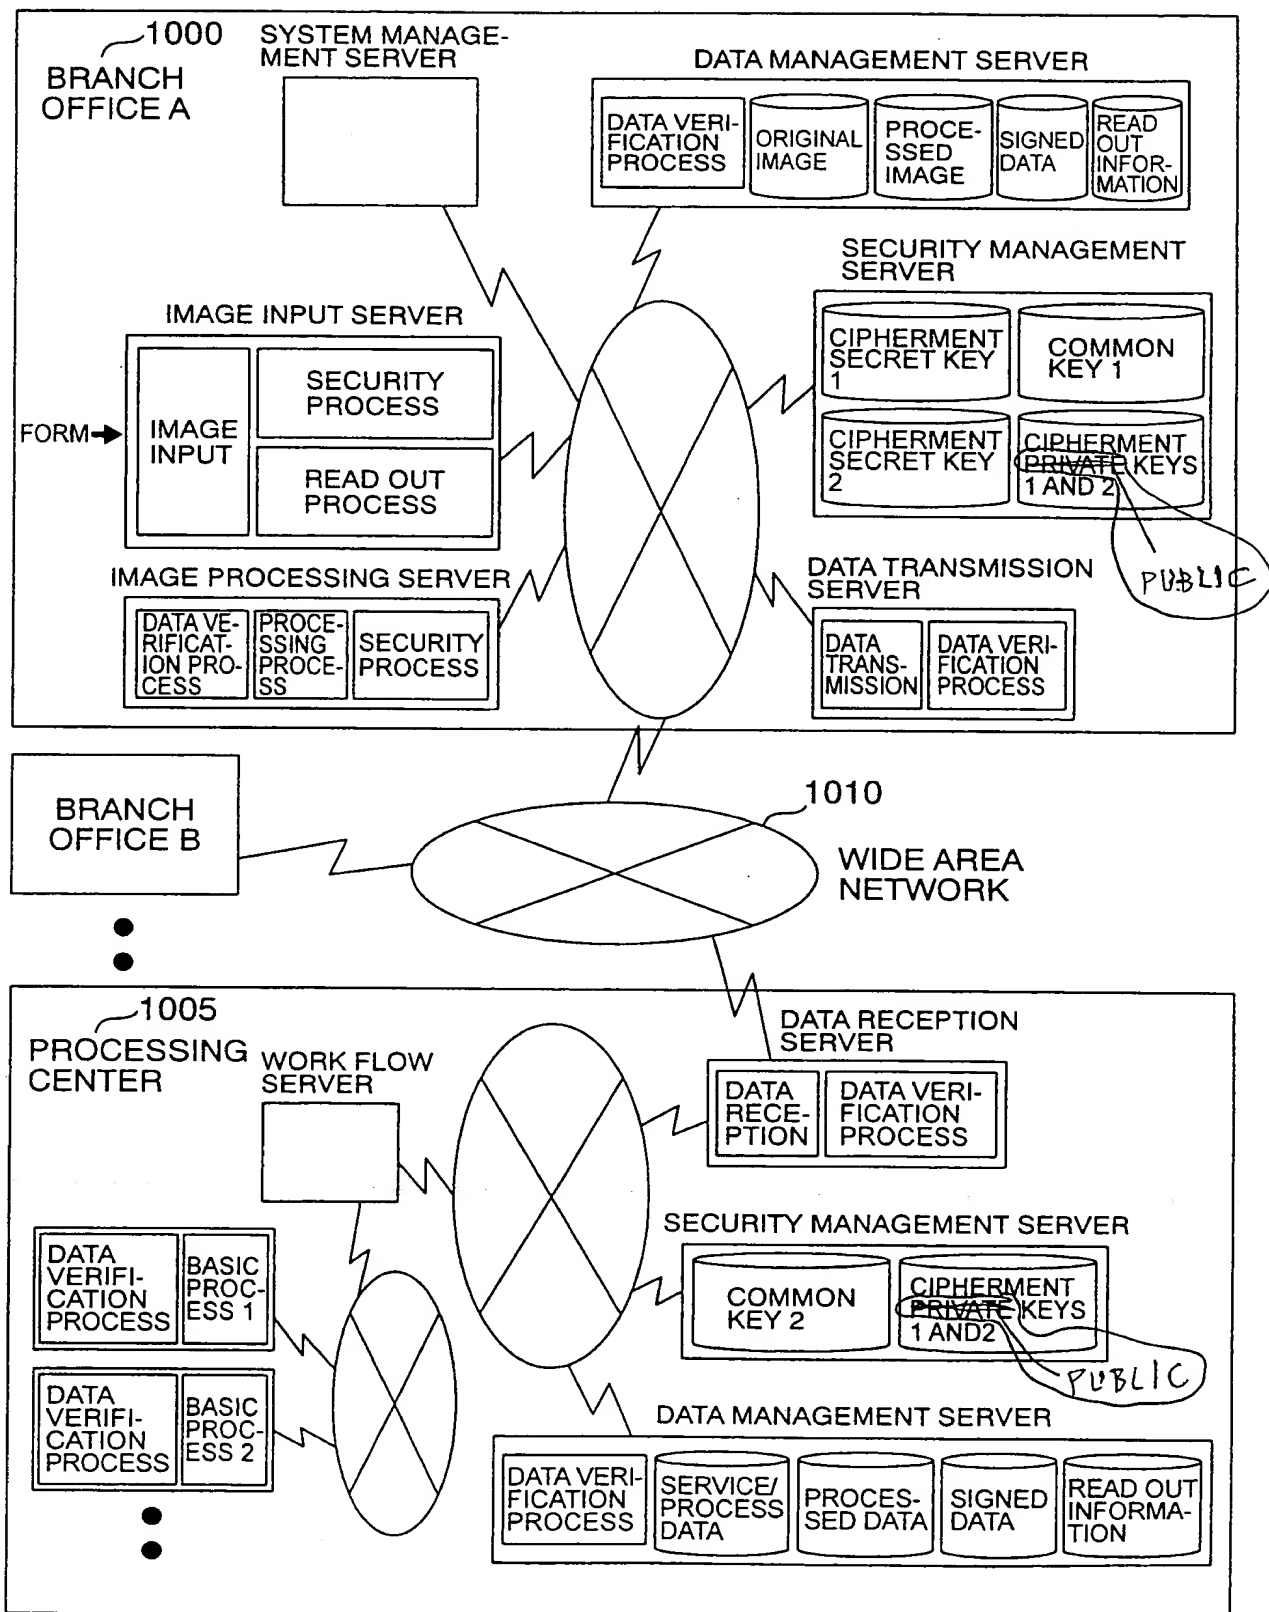 1000
BRANCH
OFFICE A
SYSTEM MANAGE-
MENT SERVER
DATA MANAGEMENT SERVER
DATA VERI-
FICATION
PROCESS
ORIGINAL
IMAGE
PROCE-
SSED
IMAGE
SIGNED
DATA
READ
OUT
INFOR-
MATION
SECURITY MANAGEMENT
SERVER
CIPHERMENT
SECRET KEY
1
COMMON
KEY 1
CIPHERMENT
SECRET KEY
2
CIPHERMENT
PRIVATE KEYS
1 AND 2
PUBLIC
IMAGE INPUT SERVER
FORM
IMAGE
INPUT
SECURITY
PROCESS
READ OUT
PROCESS
IMAGE PROCESSING SERVER
DATA VE-
RIFICAT-
ION PRO-
CESS
PROCE-
SSING
PROCE-
SS
SECURITY
PROCESS
DATA TRANSMISSION
SERVER
DATA
TRANS-
MISSION
DATA VERI-
FICATION
PROCESS
BRANCH
OFFICE B
1010
WIDE AREA
NETWORK
1005
PROCESSING
CENTER
WORK FLOW
SERVER
DATA RECEPTION
SERVER
DATA
RECE-
PTION
DATA VERI-
FICATION
PROCESS
SECURITY MANAGEMENT SERVER
COMMON
KEY 2
CIPHERMENT
PRIVATE KEYS
1 AND2
PUBLIC
DATA
VERIFI-
CATION
PROCESS
BASIC
PROC-
ESS 1
DATA
VERIFI-
CATION
PROCESS
BASIC
PROC-
ESS 2
DATA MANAGEMENT SERVER
DATA VERI-
FICATION
PROCESS
SERVICE/
PROCESS
DATA
PROCES-
SED DATA
SIGNED
DATA
READ OUT
INFORMA-
TION